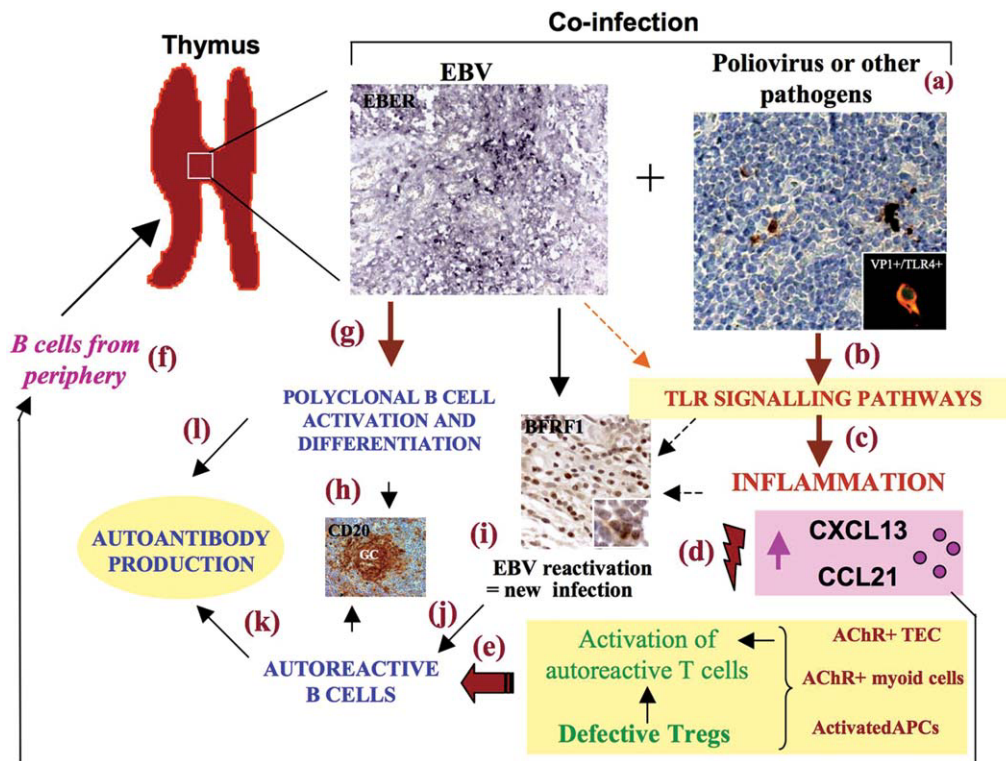 Co-infection
Thymus
EBV
Poliovirus or other
pathogens
(a)
EBER
+
VP1+/TLR4+
B cells from
periphery
(f)
(g)
(b)
POLYCLONAL B CELL
ACTIVATION AND
DIFFERENTIATION
TLR SIGNALLING PATHWAYS
BFRF1
(c)
(l)
INFLAMMATION
(h)
CD20
GC
(i)
(d)
CXCL13
CCL21
AUTOANTIBODY
PRODUCTION
EBV reactivation
= new infection
(k)
(j)
(e)
AUTOREACTIVE
B CELLS
Activation of
autoreactive T cells
Defective Tregs
AChR+ TEC
AChR+ myoid cells
ActivatedAPCs